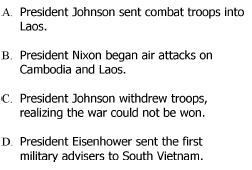 A. President Johnson sent combat troops into
Laos.
B. President Nixon began air attacks on
Cambodia and Laos.
C. President Johnson withdrew troops,
realizing the war could not be won.
D. President Eisenhower sent the first
military advisers to South Vietnam.